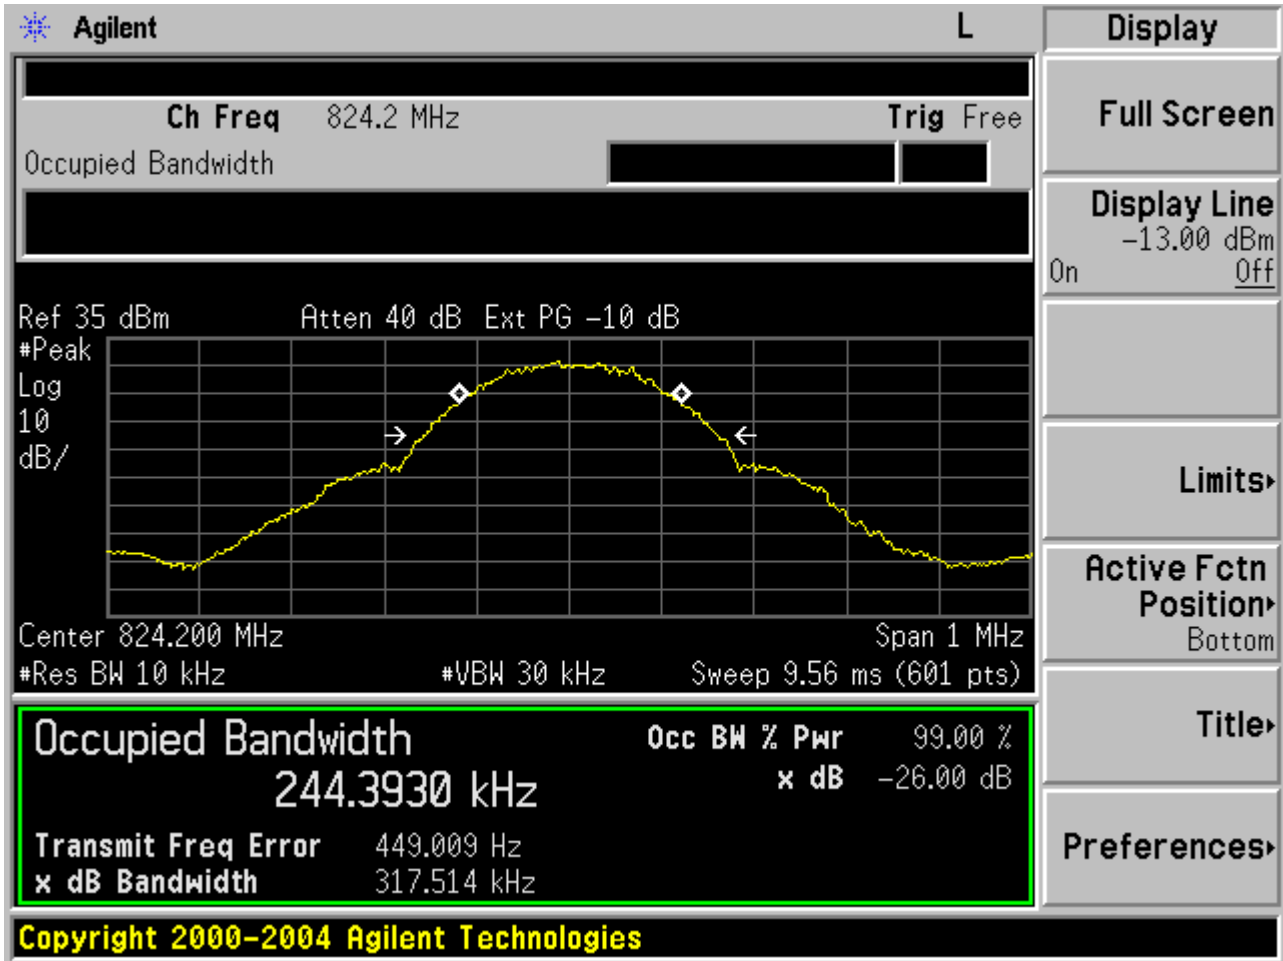 Agilent L Display
Ch Freq 824.2 MHz Trig Free
Occupied Bandwidth
Full Screen
Display Line
-13.00 dBm
On Off
Ref 35 dBm Atten 40 dB Ext PG -10 dB
#Peak
Log
10
dB/
Limits
Active Fctn
Position
Bottom
Center 824.200 MHz Span 1 MHz
#Res BW 10 kHz #VBW 30 kHz Sweep 9.56 ms (601 pts)
Occupied Bandwidth
244.3930 kHz
Occ BW % Pwr 99.00 %
x dB -26.00 dB
Transmit Freq Error 449.009 Hz
x dB Bandwidth 317.514 kHz
Title
Preferences
Copyright 2000-2004 Agilent Technologies